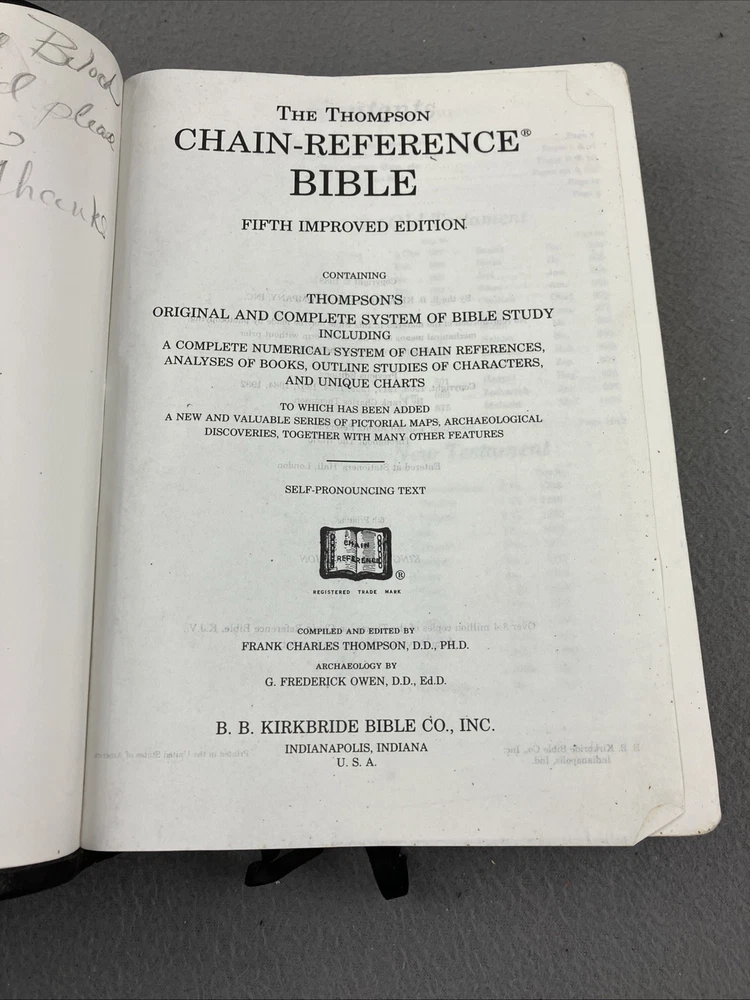 Bloch
pleas
Thanks
THE THOMPSON
CHAIN-REFERENCE®
BIBLE
FIFTH IMPROVED EDITION
CONTAINING
THOMPSON'S
ORIGINAL AND COMPLETE SYSTEM OF BIBLE STUDY
INCLUDING
A COMPLETE NUMERICAL SYSTEM OF CHAIN REFERENCES,
ANALYSES OF BOOKS, OUTLINE STUDIES OF CHARACTERS,
AND UNIQUE CHARTS
TO WHICH HAS BEEN ADDED
A NEW AND VALUABLE SERIES OF PICTORIAL MAPS, ARCHAEOLOGICAL
DISCOVERIES, TOGETHER WITH MANY OTHER FEATURES
SELF-PRONOUNCING TEXT
CHAIN
REFERENCE
®
REGISTERED TRADE MARK
COMPILED AND EDITED BY
FRANK CHARLES THOMPSON, D.D., PH.D.
ARCHAEOLOGY BY
G. FREDERICK OWEN, D.D., Ed.D.
B. B. KIRKBRIDE BIBLE CO., INC.
INDIANAPOLIS, INDIANA
U. S. A.